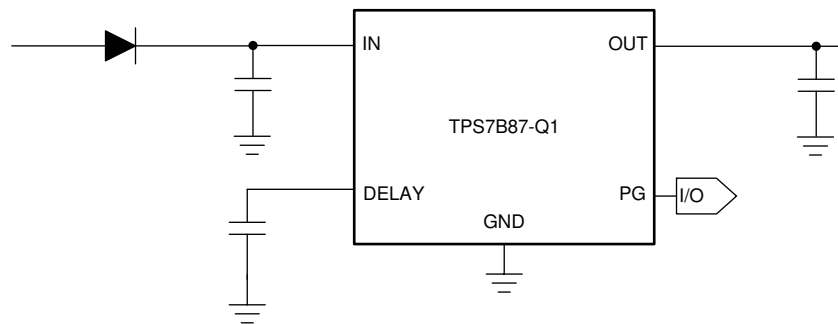 IN
OUT
TPS7B87-Q1
DELAY
PG
I/O
GND